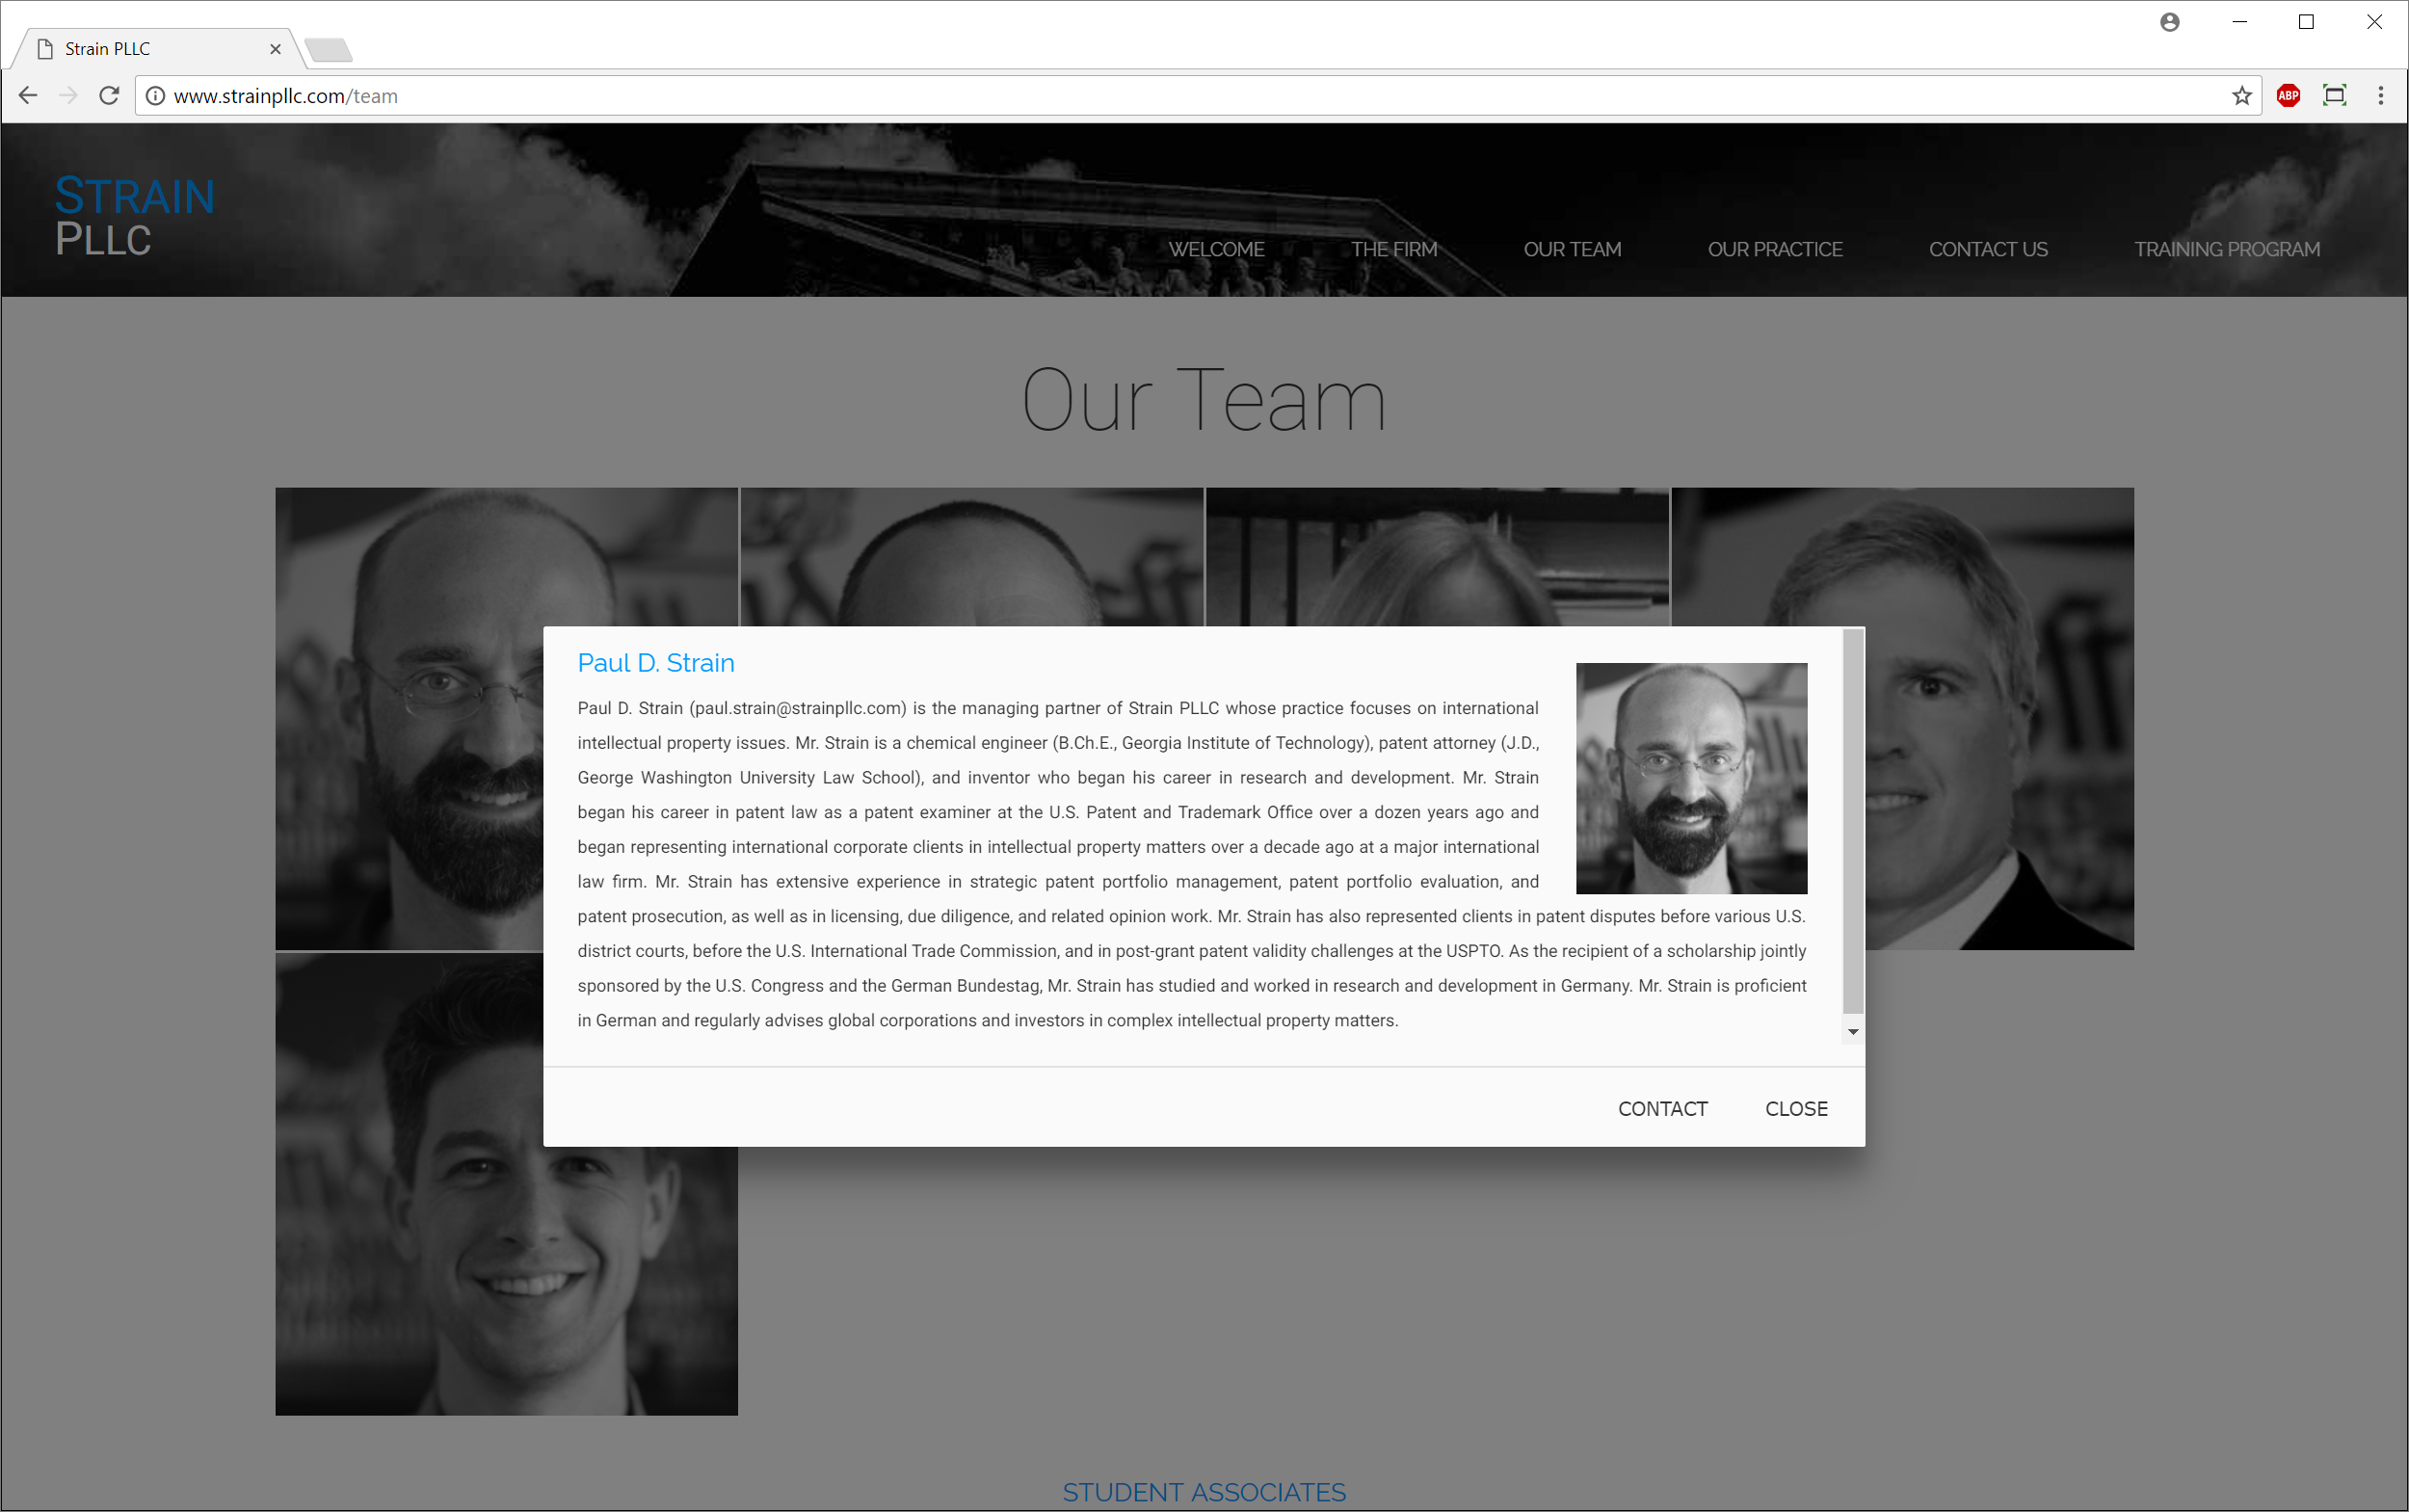 Strain PLLC
www.strainpllc.com/team
ABP
STRAIN
PLLC
WELCOME THE FIRM OUR TEAM OUR PRACTICE CONTACT US TRAINING PROGRAM
Our Team
Paul D. Strain
Paul D. Strain (paul.strain@strainpllc.com) is the managing partner of Strain PLLC whose practice focuses on international
intellectual property issues. Mr. Strain is a chemical engineer (B.Ch.E., Georgia Institute of Technology), patent attorney (J.D.,
George Washington University Law School), and inventor who began his career in research and development. Mr. Strain
began his career in patent law as a patent examiner at the U.S. Patent and Trademark Office over a dozen years ago and
began representing international corporate clients in intellectual property matters over a decade ago at a major international
law firm. Mr. Strain has extensive experience in strategic patent portfolio management, patent portfolio evaluation, and
patent prosecution, as well as in licensing, due diligence, and related opinion work. Mr. Strain has also represented clients in patent disputes before various U.S.
district courts, before the U.S. International Trade Commission, and in post-grant patent validity challenges at the USPTO. As the recipient of a scholarship jointly
sponsored by the U.S. Congress and the German Bundestag, Mr. Strain has studied and worked in research and development in Germany. Mr. Strain is proficient
in German and regularly advises global corporations and investors in complex intellectual property matters.
CONTACT CLOSE
STUDENT ASSOCIATES